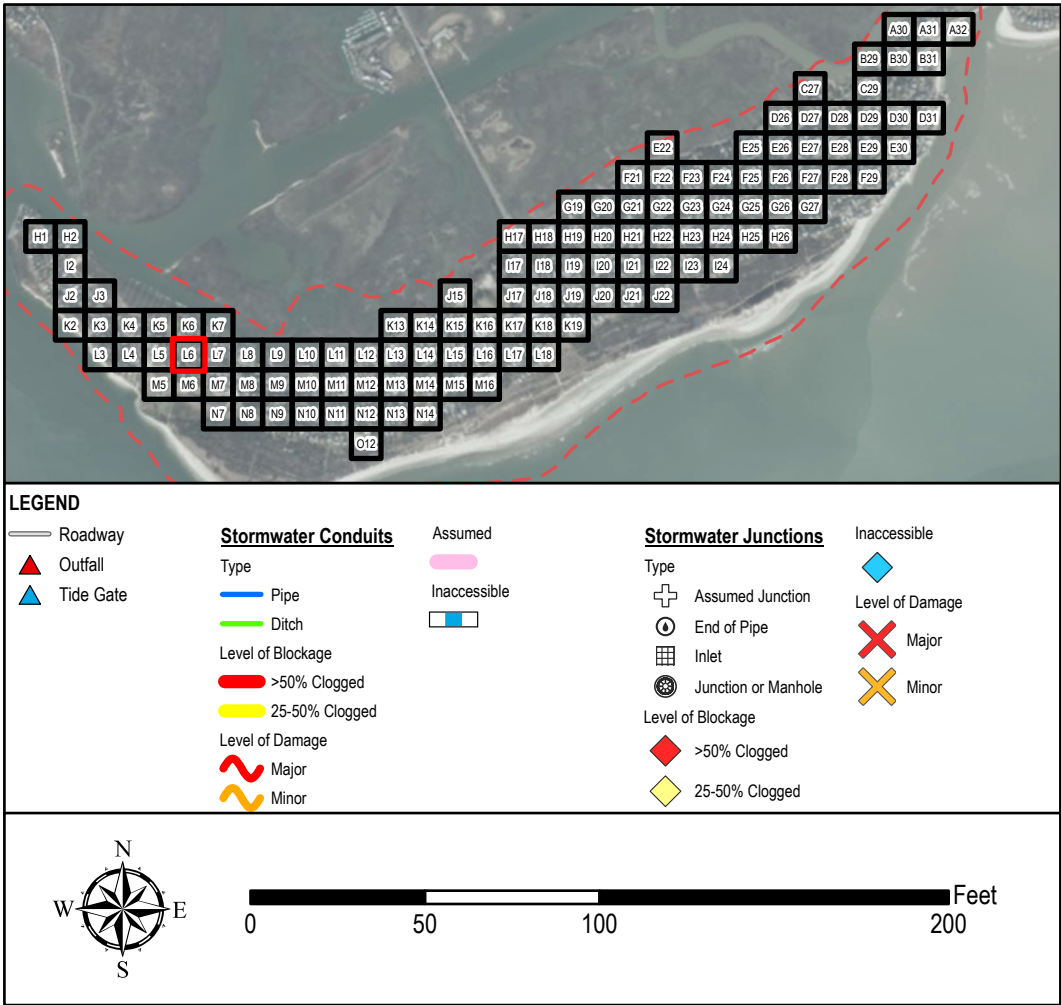 A30 A31 A32
B29 B30 B31
C27 C29
D26 D27 D28 D29 D30 D31
E22 E25 E26 E27 E28 E29 E30
F21 F22 F23 F24 F25 F26 F27 F28 F29
G19 G20 G21 G22 G23 G24 G25 G26 G27
H1 H2 H17 H18 H19 H20 H21 H22 H23 H24 H25 H26
I2 I17 I18 I19 I20 I21 I22 I23 I24
J2 J3 J15 J17 J18 J19 J20 J21 J22
K2 K3 K4 K5 K6 K7 K13 K14 K15 K16 K17 K18 K19
L3 L4 L5 L6 L7 L8 L9 L10 L11 L12 L13 L14 L15 L16 L17 L18
M5 M6 M7 M8 M9 M10 M11 M12 M13 M14 M15 M16
N7 N8 N9 N10 N11 N12 N13 N14
O12
LEGEND
Roadway
Outfall
Tide Gate
Stormwater Conduits
Type
Pipe
Ditch
Level of Blockage
>50% Clogged
25-50% Clogged
Level of Damage
Major
Minor
Assumed
Inaccessible
Stormwater Junctions
Type
Assumed Junction
End of Pipe
Inlet
Junction or Manhole
Level of Blockage
>50% Clogged
25-50% Clogged
Inaccessible
Level of Damage
Major
Minor
N
W E
S
Feet
0 50 100 200